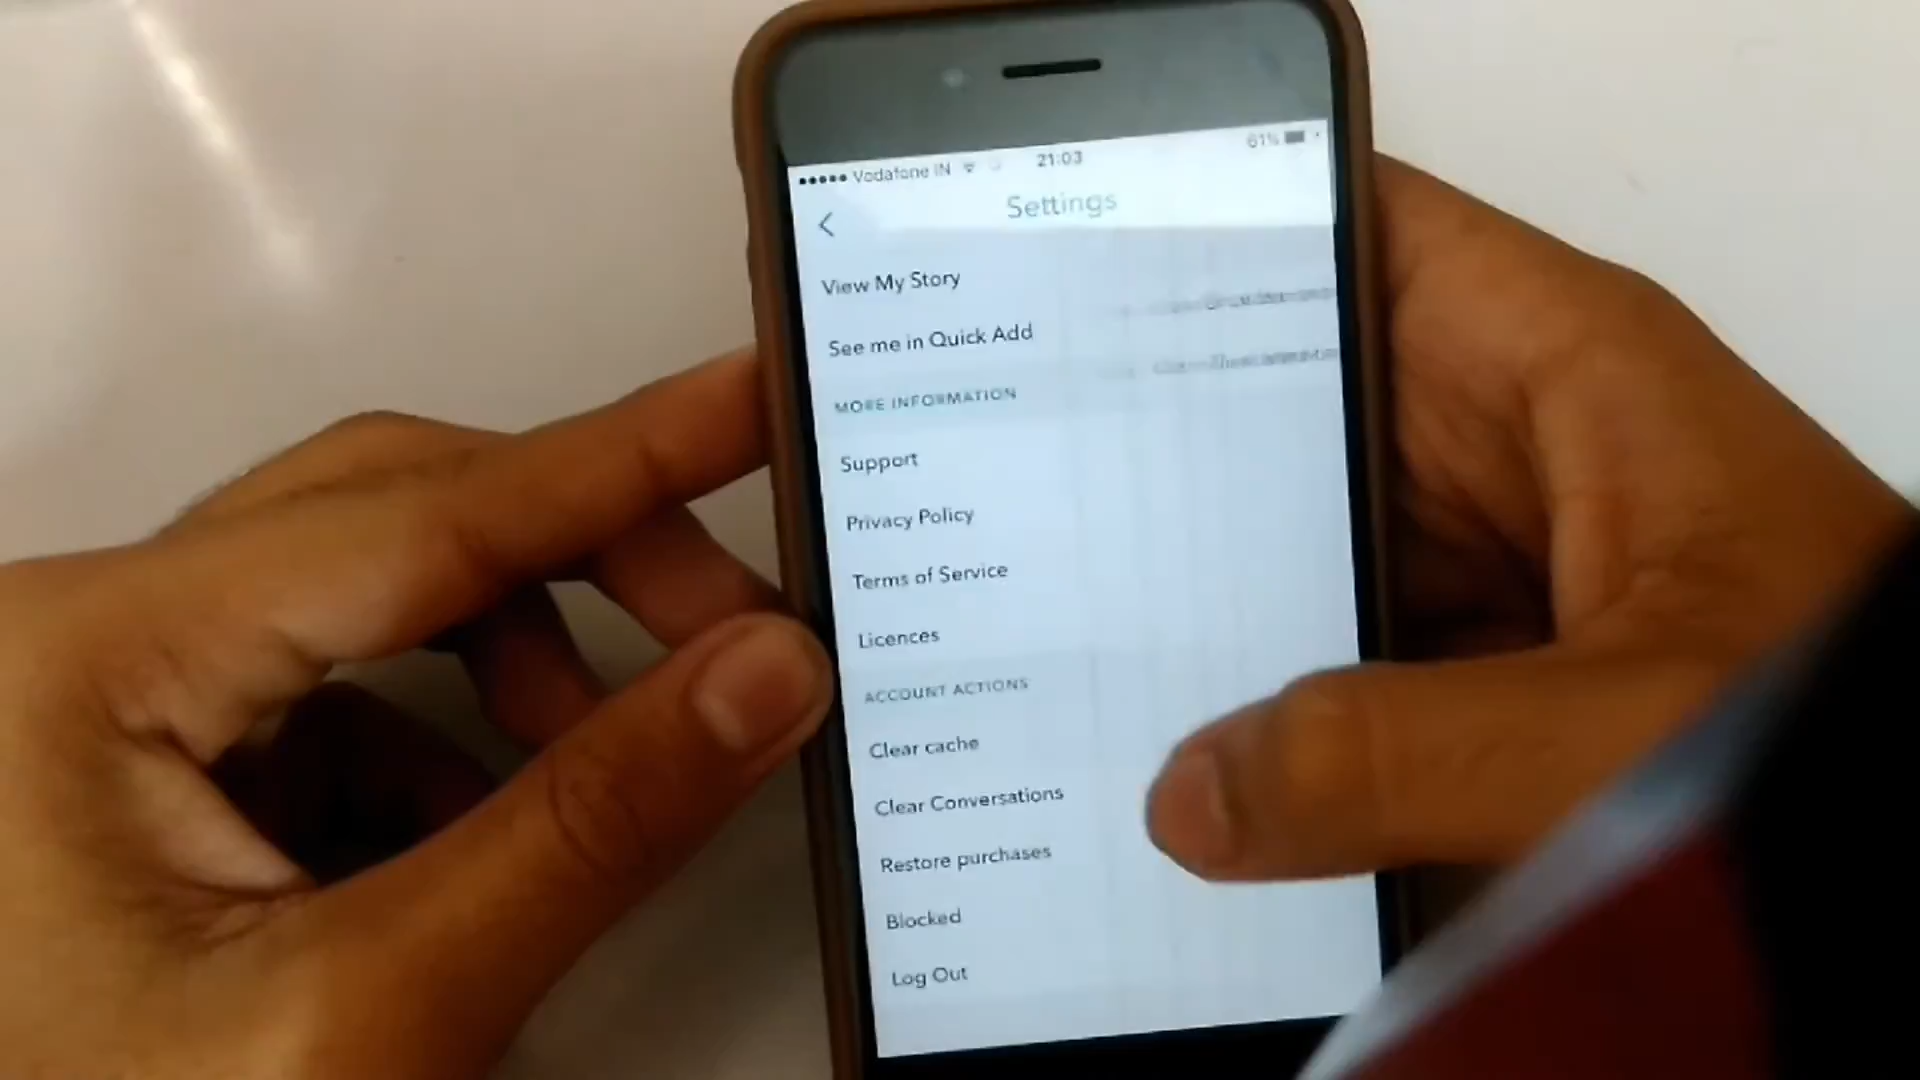 Vodafone IN 21:03 61%
Settings
View My Story
See me in Quick Add
MORE INFORMATION
Support
Privacy Policy
Terms of Service
Licences
ACCOUNT ACTIONS
Clear cache
Clear Conversations
Restore purchases
Blocked
Log Out